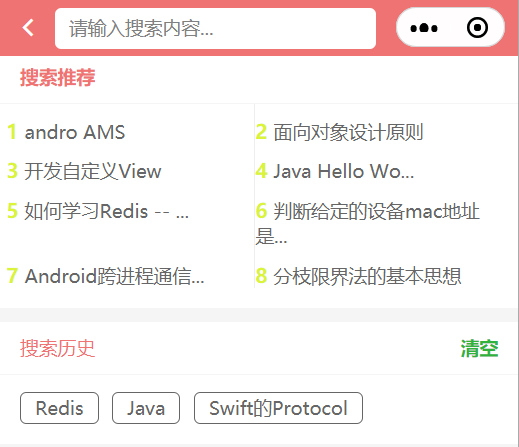 请输入搜索内容...
搜索推荐
1 andro AMS
2 面向对象设计原则
3 开发自定义View
4 Java Hello Wo...
5 如何学习Redis -- ...
6 判断给定的设备mac地址
是...
7 Android跨进程通信...
8 分枝限界法的基本思想
搜索历史 清空
Redis Java Swift的Protocol